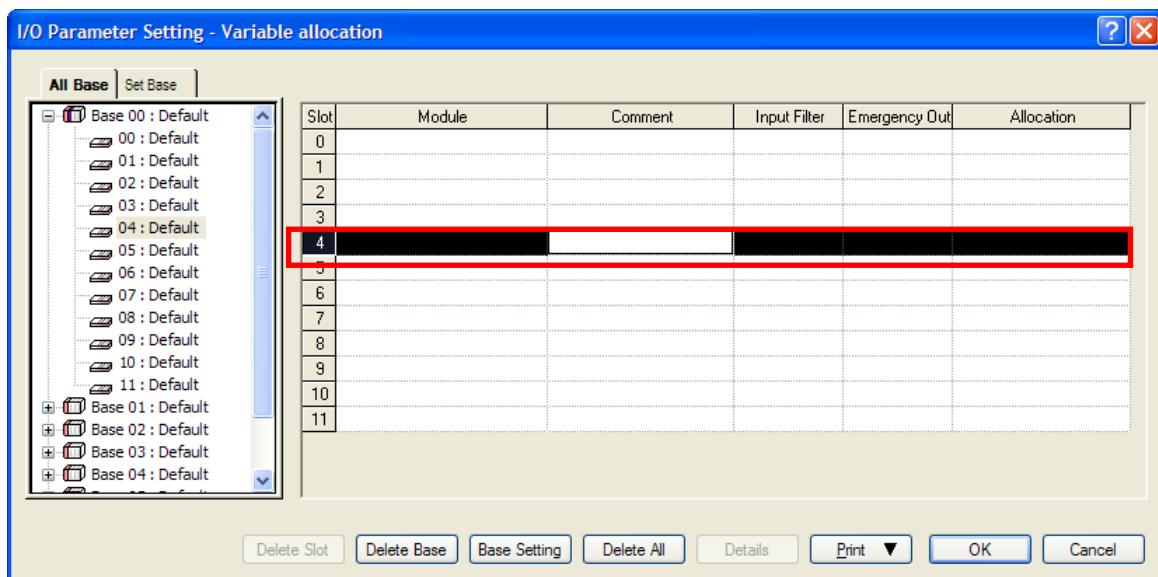 I/O Parameter Setting - Variable allocation
All Base Set Base
Base 00 : Default
00 : Default
01 : Default
02 : Default
03 : Default
04 : Default
05 : Default
06 : Default
07 : Default
08 : Default
09 : Default
10 : Default
11 : Default
Base 01 : Default
Base 02 : Default
Base 03 : Default
Base 04 : Default
Slot Module Comment Input Filter Emergency Out Allocation
0
1
2
3
4
5
6
7
8
9
10
11
Delete Slot Delete Base Base Setting Delete All Details Print ▼ OK Cancel